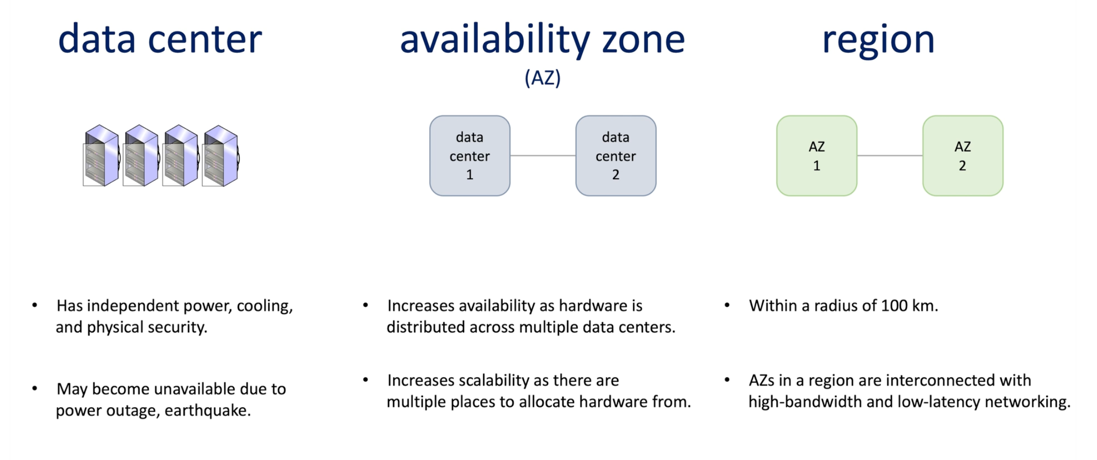 data center
availability zone
(AZ)
region
data
center
1
data
center
2
AZ
1
AZ
2
• Has independent power, cooling,
and physical security.
• May become unavailable due to
power outage, earthquake.
• Increases availability as hardware is
distributed across multiple data centers.
• Increases scalability as there are
multiple places to allocate hardware from.
• Within a radius of 100 km.
• AZs in a region are interconnected with
high-bandwidth and low-latency networking.